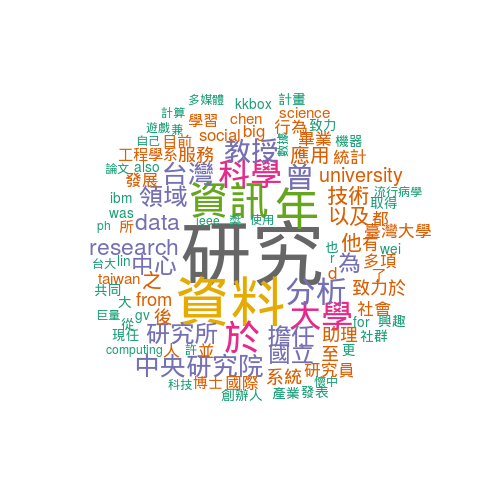 多媒體 kkbox 計畫
計算 學習 chen science
遊戲 兼 social big 行為 致力
自己 目前 教授 畢業 機器
工程學系 服務 應用 統計
論文 also 台灣 科學 曾 university
發展 領域 資訊 年 技術 流行病學
ibm 取得
was 所 data ieee 獎 使用 以及 都
ph 研究 臺灣大學
research 他 有 也 wei
台大 lin 中心 為 r 多項
taiwan 之 資料 分析 d 了
共同 致力於
大 from 大學 社會
巨量 gv 後 於 for 興趣
從 研究所 擔任 助理 社群
現任
computing 人 許 並 國立 至 更
中央研究院 研究員
科技 博士 國際 系統 懷中
創辦人 產業 發表